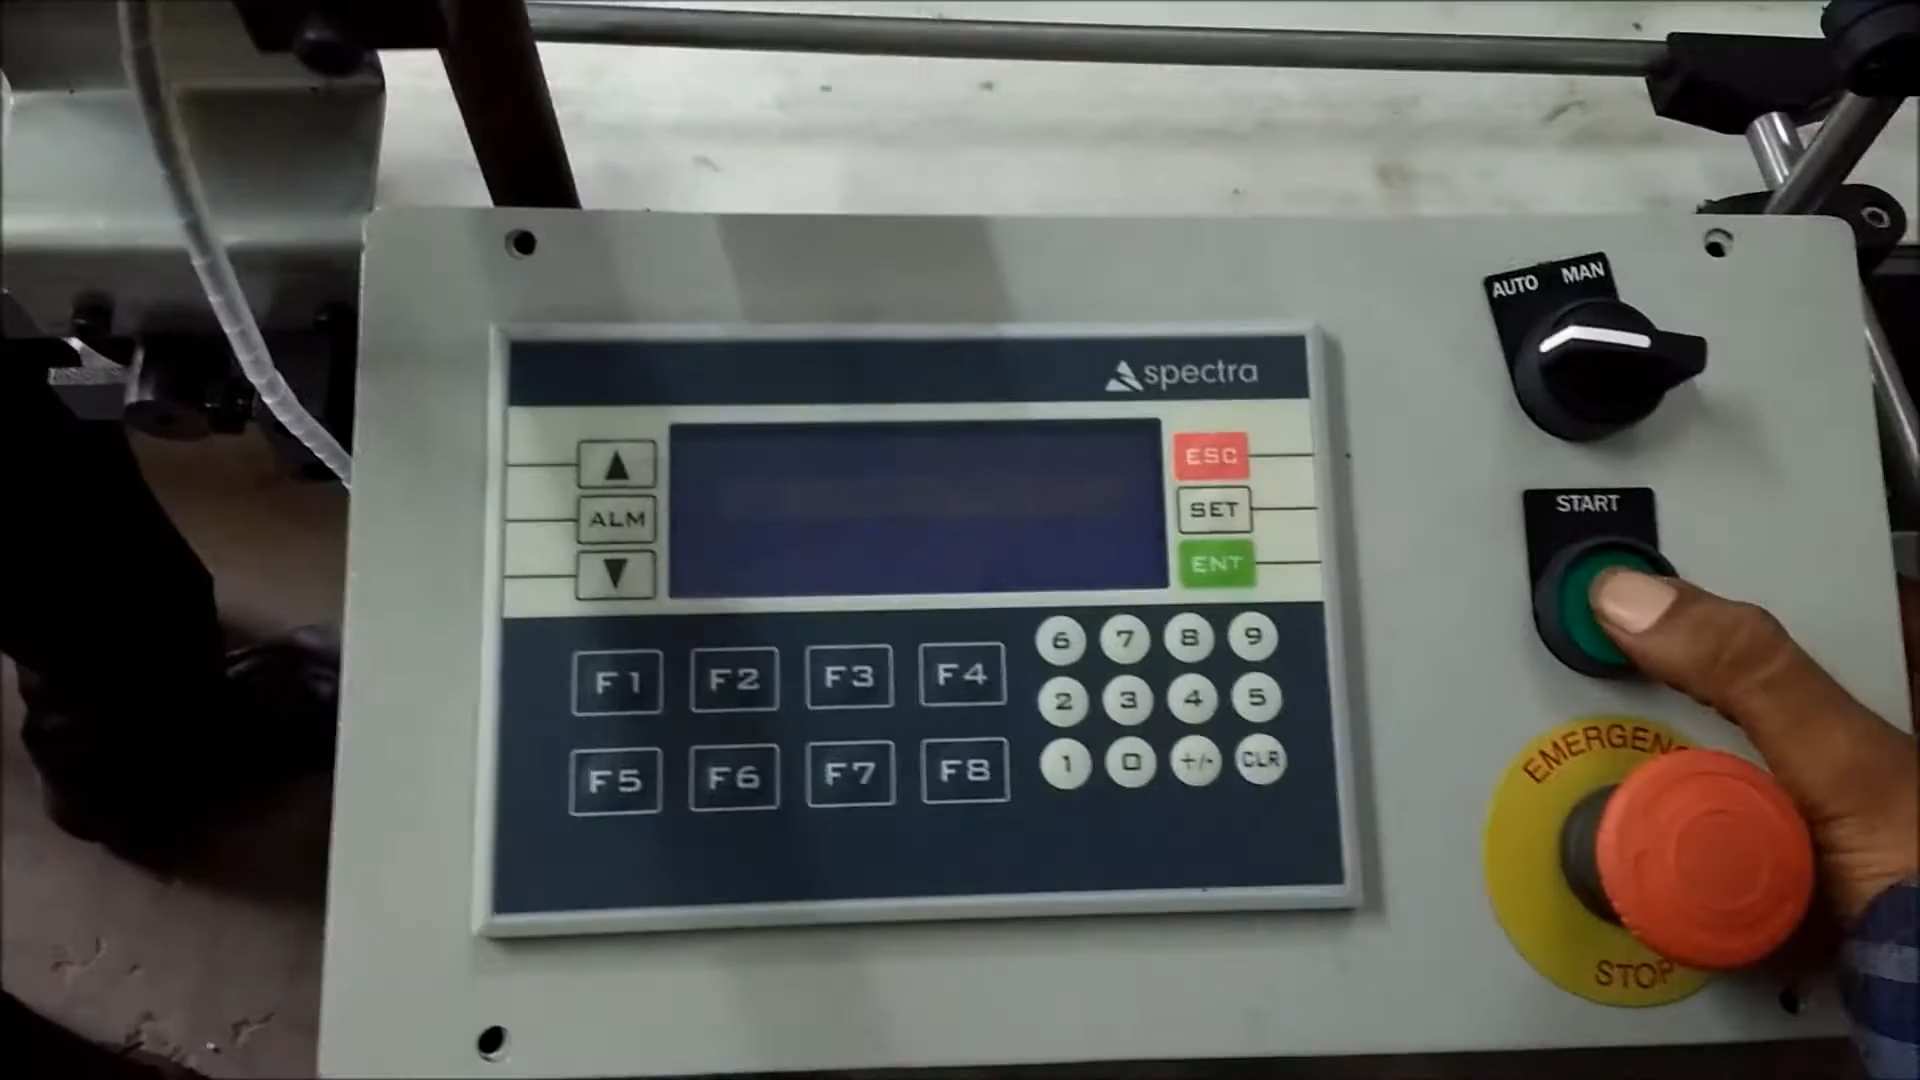 AUTO MAN
spectra
▲ ESC
ALM SET
▼ ENT
START
F1 F2 F3 F4
6 7 8 9
2 3 4 5
F5 F6 F7 F8
1 0 +/- CLR
EMERGENC
STOP